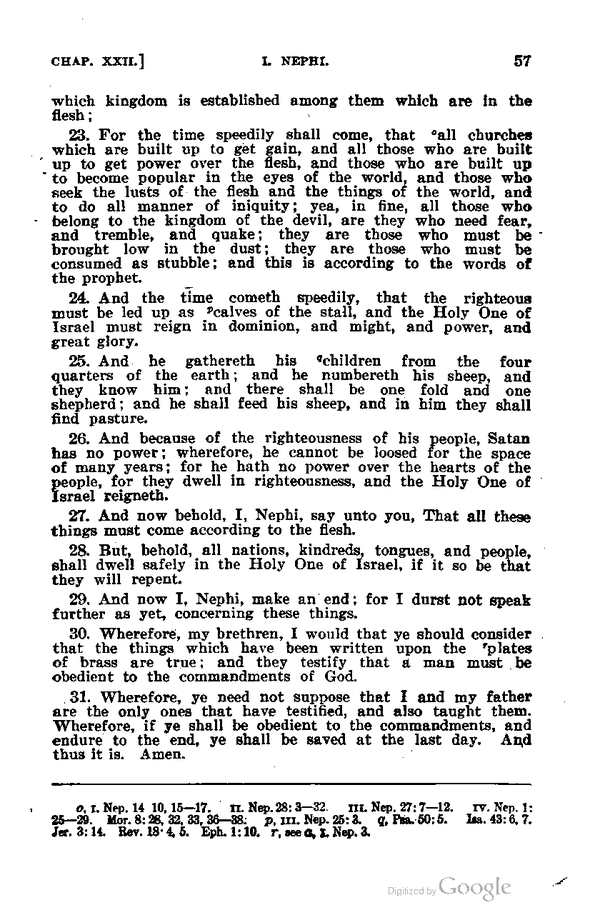 CHAP. XXII.] I. NEPHI. 57
which kingdom is established among them which are in the
flesh;
23. For the time speedily shall come, that ᵒall churches
which are built up to get gain, and all those who are built
up to get power over the flesh, and those who are built up
to become popular in the eyes of the world, and those who
seek the lusts of the flesh and the things of the world, and
to do all manner of iniquity; yea, in fine, all those who
belong to the kingdom of the devil, are they who need fear,
and tremble, and quake; they are those who must be
brought low in the dust; they are those who must be
consumed as stubble; and this is according to the words of
the prophet.
24. And the time cometh speedily, that the righteous
must be led up as ᵖcalves of the stall, and the Holy One of
Israel must reign in dominion, and might, and power, and
great glory.
25. And he gathereth his qchildren from the four
quarters of the earth; and he numbereth his sheep, and
they know him; and there shall be one fold and one
shepherd; and he shall feed his sheep, and in him they shall
find pasture.
26. And because of the righteousness of his people, Satan
has no power; wherefore, he cannot be loosed for the space
of many years; for he hath no power over the hearts of the
people, for they dwell in righteousness, and the Holy One of
Israel reigneth.
27. And now behold, I, Nephi, say unto you, That all these
things must come according to the flesh.
28. But, behold, all nations, kindreds, tongues, and people,
shall dwell safely in the Holy One of Israel, if it so be that
they will repent.
29. And now I, Nephi, make an end; for I durst not speak
further as yet, concerning these things.
30. Wherefore, my brethren, I would that ye should consider
that the things which have been written upon the ʳplates
of brass are true; and they testify that a man must be
obedient to the commandments of God.
31. Wherefore, ye need not suppose that I and my father
are the only ones that have testified, and also taught them.
Wherefore, if ye shall be obedient to the commandments, and
endure to the end, ye shall be saved at the last day. And
thus it is. Amen.
o, I. Nep. 14 10, 15—17. II. Nep. 28: 3—32. III. Nep. 27: 7—12. IV. Nep. 1:
25—29. Mor. 8: 28, 32, 33, 36—38. p, III. Nep. 25: 3. q, Psa. 50: 5. Isa. 43: 6, 7.
Jer. 3: 14. Rev. 18· 4, 5. Eph. 1: 10. r, see a, I. Nep. 3.
Digitized by Google